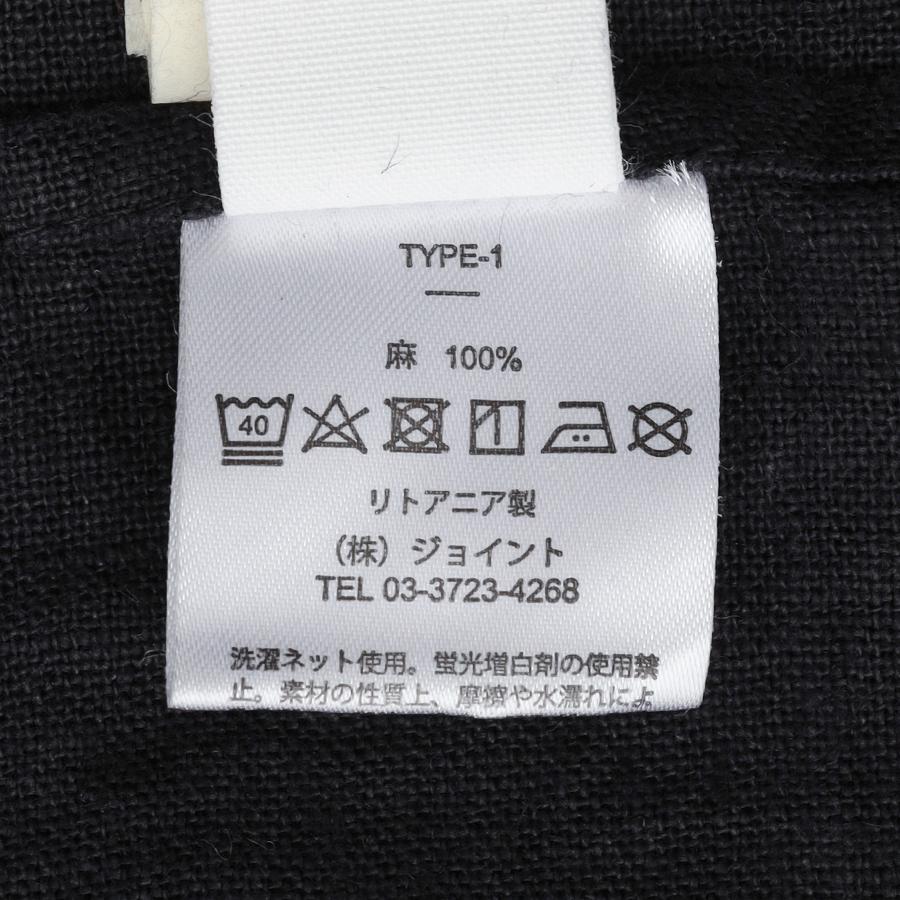 TYPE-1
麻 100%
40
リトアニア製
(株)ジョイント
TEL 03-3723-4268
洗濯ネット使用。蛍光増白剤の使用禁
止。素材の性質上、摩擦や水濡れによ